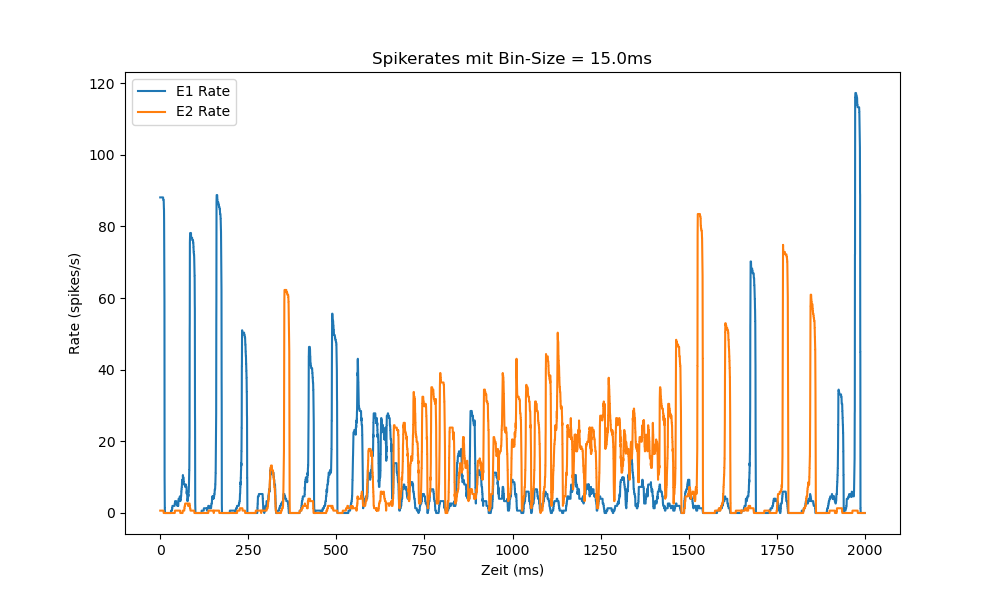 Spikerates mit Bin-Size = 15.0ms
E1 Rate
E2 Rate
120
100
80
60
40
20
0
Rate (spikes/s)
0 250 500 750 1000 1250 1500 1750 2000
Zeit (ms)